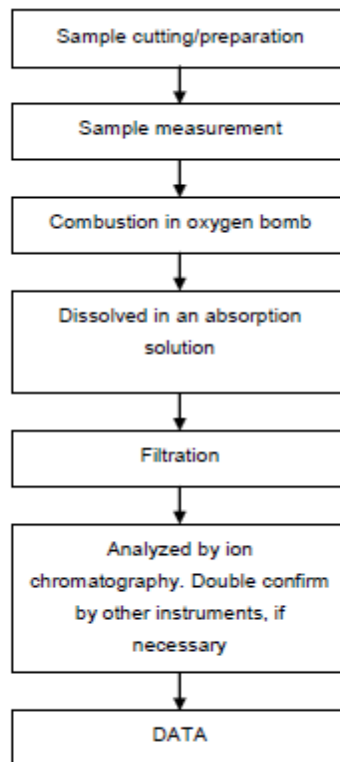 Sample cutting/preparation
Sample measurement
Combustion in oxygen bomb
Dissolved in an absorption
solution
Filtration
Analyzed by ion
chromatography. Double confirm
by other instruments, if
necessary
DATA